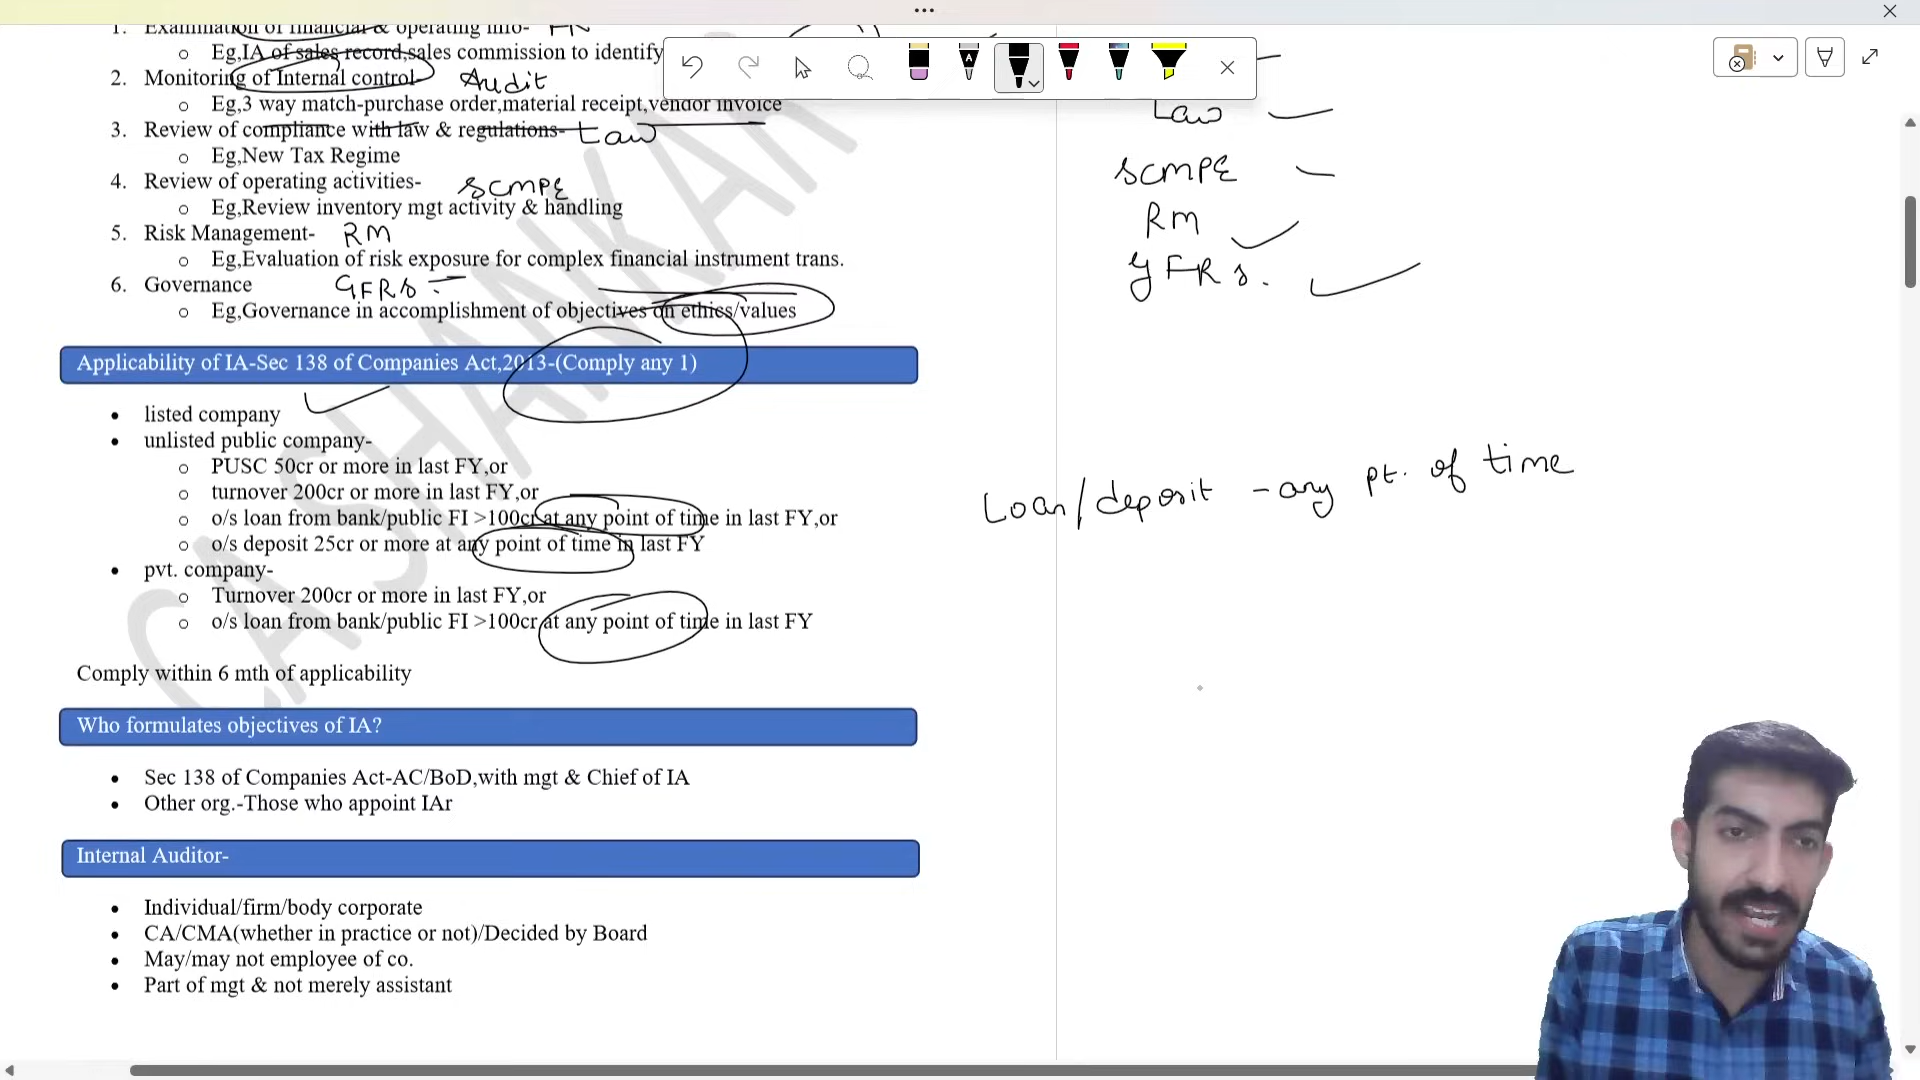 1. Examination of financial & operating info- FR
Eg,IA of sales record,sales commission to identify
2. Monitoring of Internal control- Audit
Eg,3 way match-purchase order,material receipt,vendor invoice
3. Review of compliance with law & regulations- Law
Eg,New Tax Regime
4. Review of operating activities- SCMPE
Eg,Review inventory mgt activity & handling
5. Risk Management- RM
Eg,Evaluation of risk exposure for complex financial instrument trans.
6. Governance GFRS
Eg,Governance in accomplishment of objectives on ethics/values
Applicability of IA-Sec 138 of Companies Act,2013-(Comply any 1)
listed company
unlisted public company-
PUSC 50cr or more in last FY,or
turnover 200cr or more in last FY,or
o/s loan from bank/public FI >100cr at any point of time in last FY,or
o/s deposit 25cr or more at any point of time in last FY
pvt. company-
Turnover 200cr or more in last FY,or
o/s loan from bank/public FI >100cr at any point of time in last FY
Comply within 6 mth of applicability
Who formulates objectives of IA?
Sec 138 of Companies Act-AC/BoD,with mgt & Chief of IA
Other org.-Those who appoint IAr
Internal Auditor-
Individual/firm/body corporate
CA/CMA(whether in practice or not)/Decided by Board
May/may not employee of co.
Part of mgt & not merely assistant
CA SHANKAR
Law
SCMPE
RM
GFRS.
Loan/deposit - any pt. of time